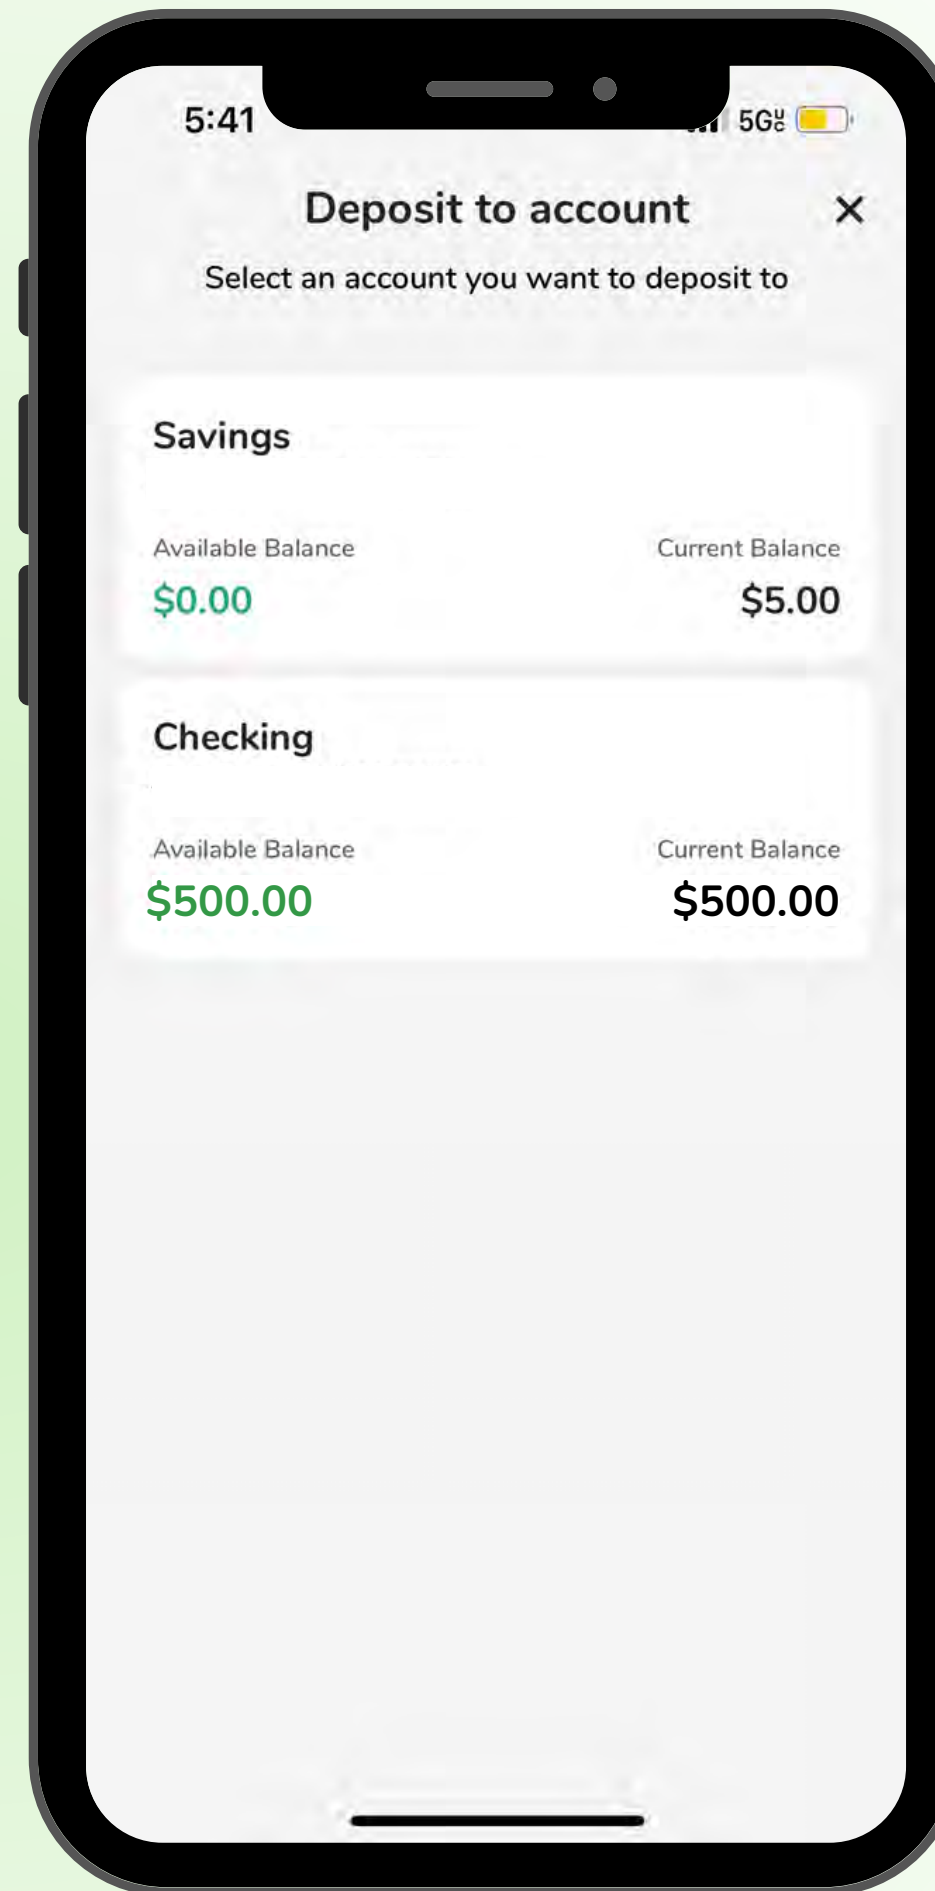 5:41 5G UC
Deposit to account
Select an account you want to deposit to
Savings
Available Balance Current Balance
$0.00 $5.00
Checking
Available Balance Current Balance
$500.00 $500.00